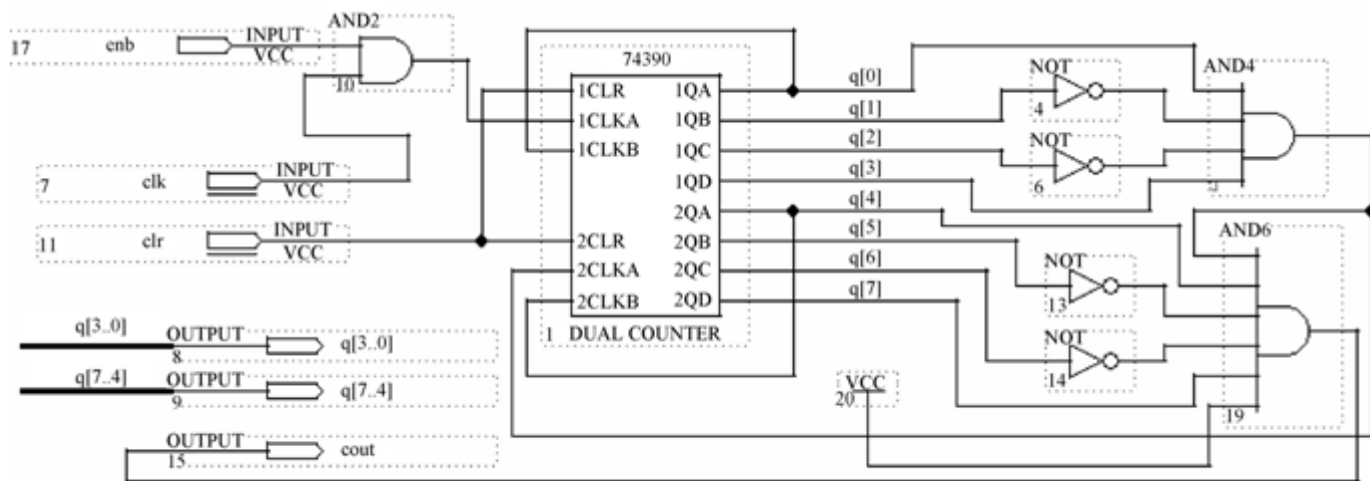 17 enb INPUT VCC
AND2
10
7 clk INPUT VCC
11 clr INPUT VCC
q[3..0] OUTPUT q[3..0]
8
q[7..4] OUTPUT q[7..4]
9
OUTPUT cout
15
74390
1CLR 1QA
1CLKA 1QB
1CLKB 1QC
1QD
2QA
2CLR 2QB
2CLKA 2QC
2CLKB 2QD
1 DUAL COUNTER
q[0]
q[1]
q[2]
q[3]
q[4]
q[5]
q[6]
q[7]
NOT
4
NOT
6
AND4
NOT
13
NOT
14
VCC
20
AND6
19